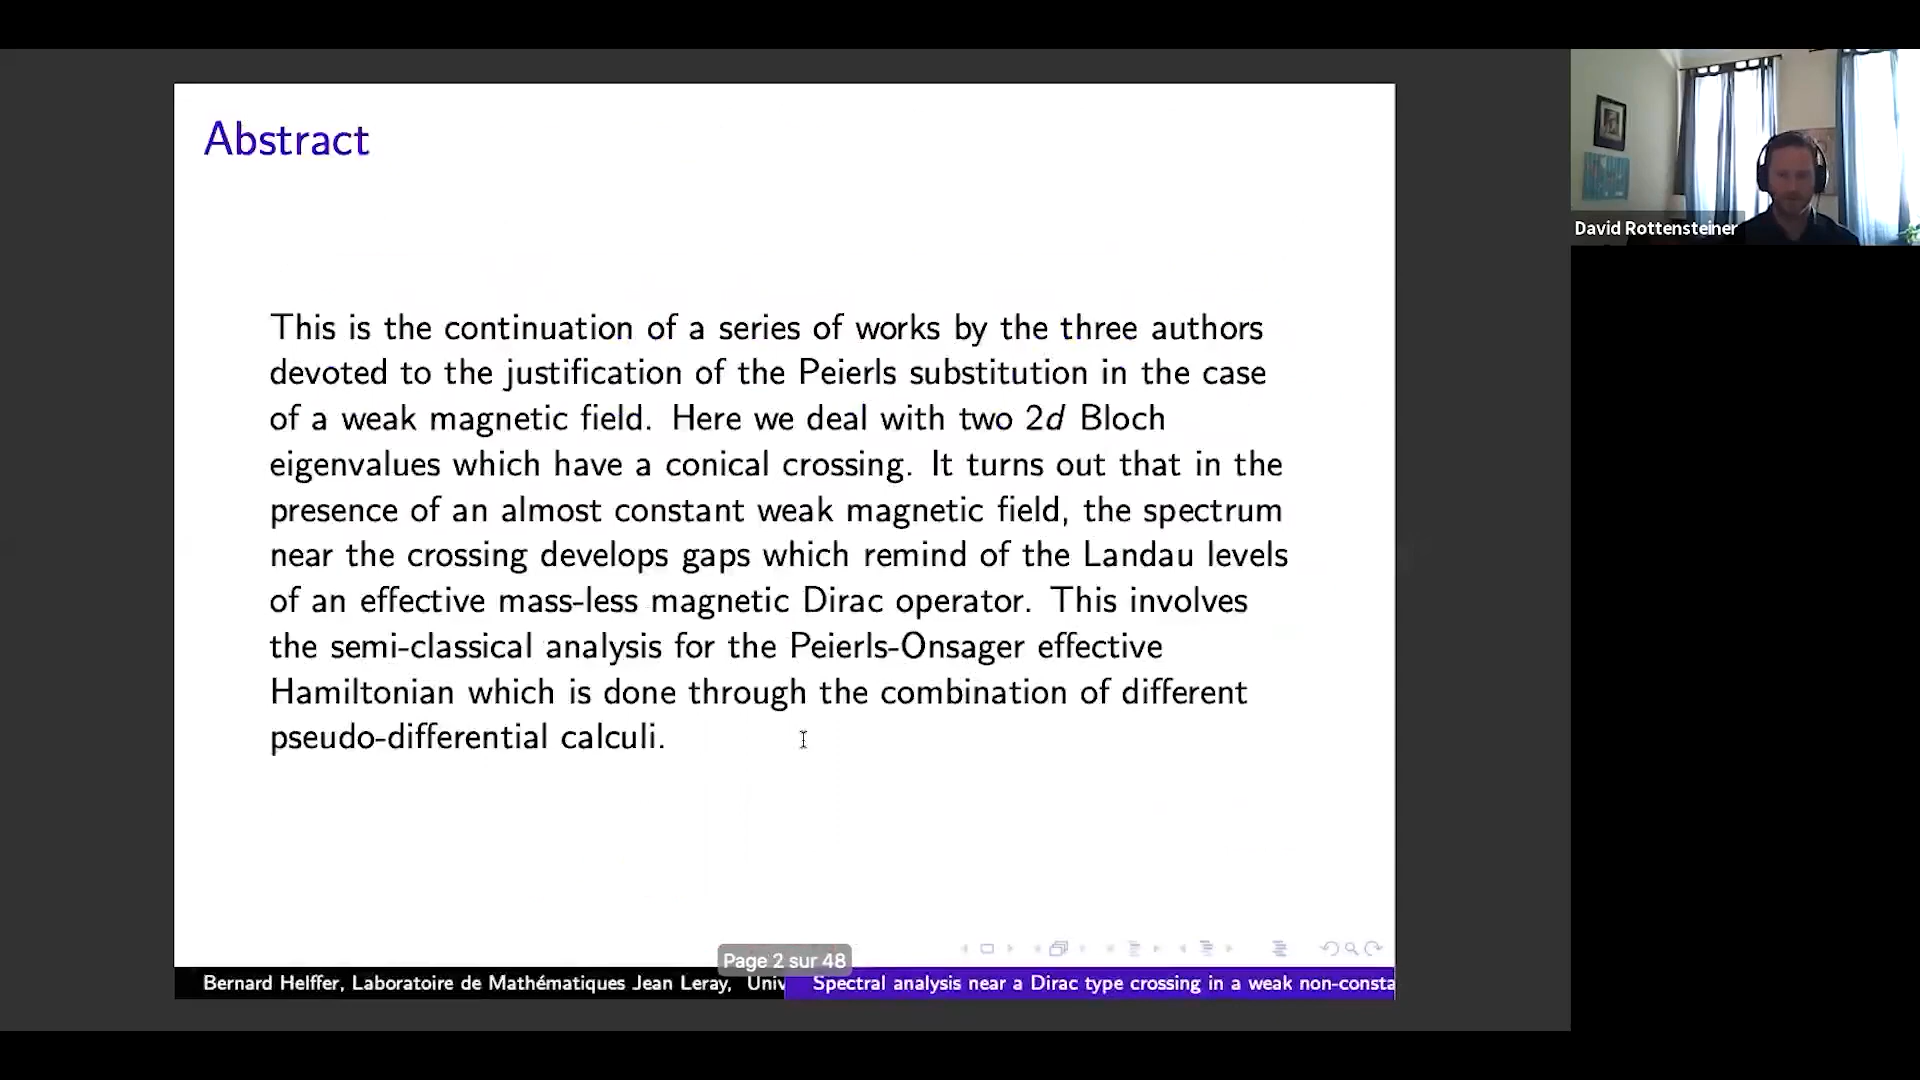 Abstract
This is the continuation of a series of works by the three authors
devoted to the justification of the Peierls substitution in the case
of a weak magnetic field. Here we deal with two 2d Bloch
eigenvalues which have a conical crossing. It turns out that in the
presence of an almost constant weak magnetic field, the spectrum
near the crossing develops gaps which remind of the Landau levels
of an effective mass-less magnetic Dirac operator. This involves
the semi-classical analysis for the Peierls-Onsager effective
Hamiltonian which is done through the combination of different
pseudo-differential calculi.
Page 2 sur 48
Bernard Helffer, Laboratoire de Mathématiques Jean Leray, Univ
Spectral analysis near a Dirac type crossing in a weak non-consta
David Rottensteiner